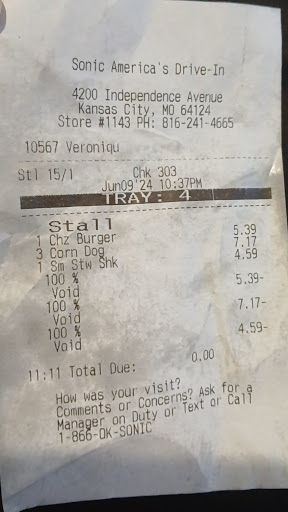 Sonic America's Drive-In
4200 Independence Avenue
Kansas City, MO 64124
Store #1143 PH: 816-241-4665
10567 Veroniqu
Stl 15/1 Chk 303
Jun09'24 10:37PM
TRAY: 4
Stall
1 Chz Burger 5.39
3 Corn Dog 7.17
1 Sm Stw Shk 4.59
100 % 5.39-
Void
100 % 7.17-
Void
100 % 4.59-
Void
11:11 Total Due: 0.00
How was your visit?
Comments or Concerns? Ask for a
Manager on Duty or Text or Call
1-866-OK-SONIC